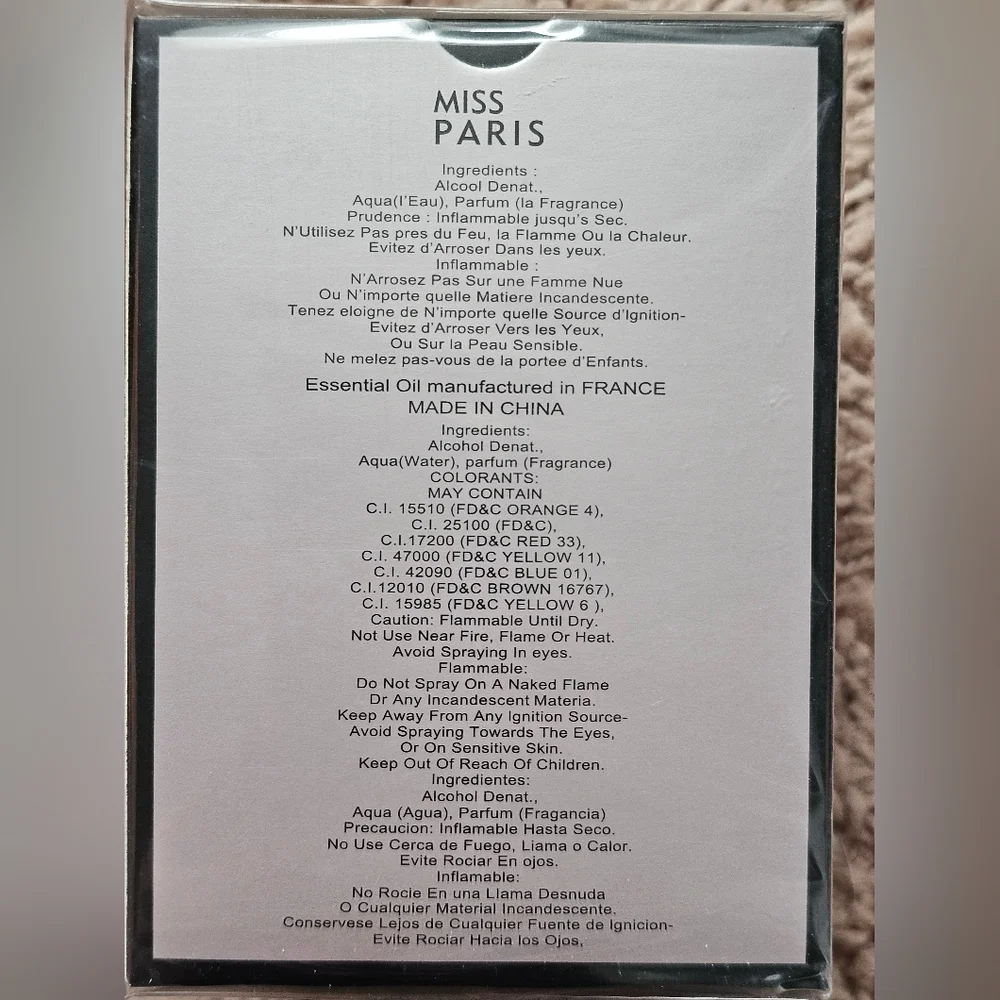 MISS
PARIS
Ingredients :
Alcool Denat.,
Aqua(l'Eau), Parfum (la Fragrance)
Prudence : Inflammable jusqu's Sec.
N'Utilisez Pas pres du Feu, la Flamme Ou la Chaleur.
Evitez d'Arroser Dans les yeux.
Inflammable :
N'Arrosez Pas Sur une Famme Nue
Ou N'importe quelle Matiere Incandescente.
Tenez eloigne de N'importe quelle Source d'Ignition-
Evitez d'Arroser Vers les Yeux,
Ou Sur la Peau Sensible.
Ne melez pas-vous de la portee d'Enfants.
Essential Oil manufactured in FRANCE
MADE IN CHINA
Ingredients:
Alcohol Denat.,
Aqua(Water), parfum (Fragrance)
COLORANTS:
MAY CONTAIN
C.I. 15510 (FD&C ORANGE 4),
C.I. 25100 (FD&C),
C.I.17200 (FD&C RED 33),
C.I. 47000 (FD&C YELLOW 11),
C.I. 42090 (FD&C BLUE 01),
C.I.12010 (FD&C BROWN 16767),
C.I. 15985 (FD&C YELLOW 6 ),
Caution: Flammable Until Dry.
Not Use Near Fire, Flame Or Heat.
Avoid Spraying In eyes.
Flammable:
Do Not Spray On A Naked Flame
Dr Any Incandescent Materia.
Keep Away From Any Ignition Source-
Avoid Spraying Towards The Eyes,
Or On Sensitive Skin.
Keep Out Of Reach Of Children.
Ingredientes:
Alcohol Denat.,
Aqua (Agua), Parfum (Fragancia)
Precaucion: Inflamable Hasta Seco.
No Use Cerca de Fuego, Liama o Calor.
Evite Rociar En ojos.
Inflamable:
No Rocie En una Llama Desnuda
O Cualquier Material Incandescente.
Conservese Lejos de Cualquier Fuente de Ignicion-
Evite Rociar Hacia los Ojos,